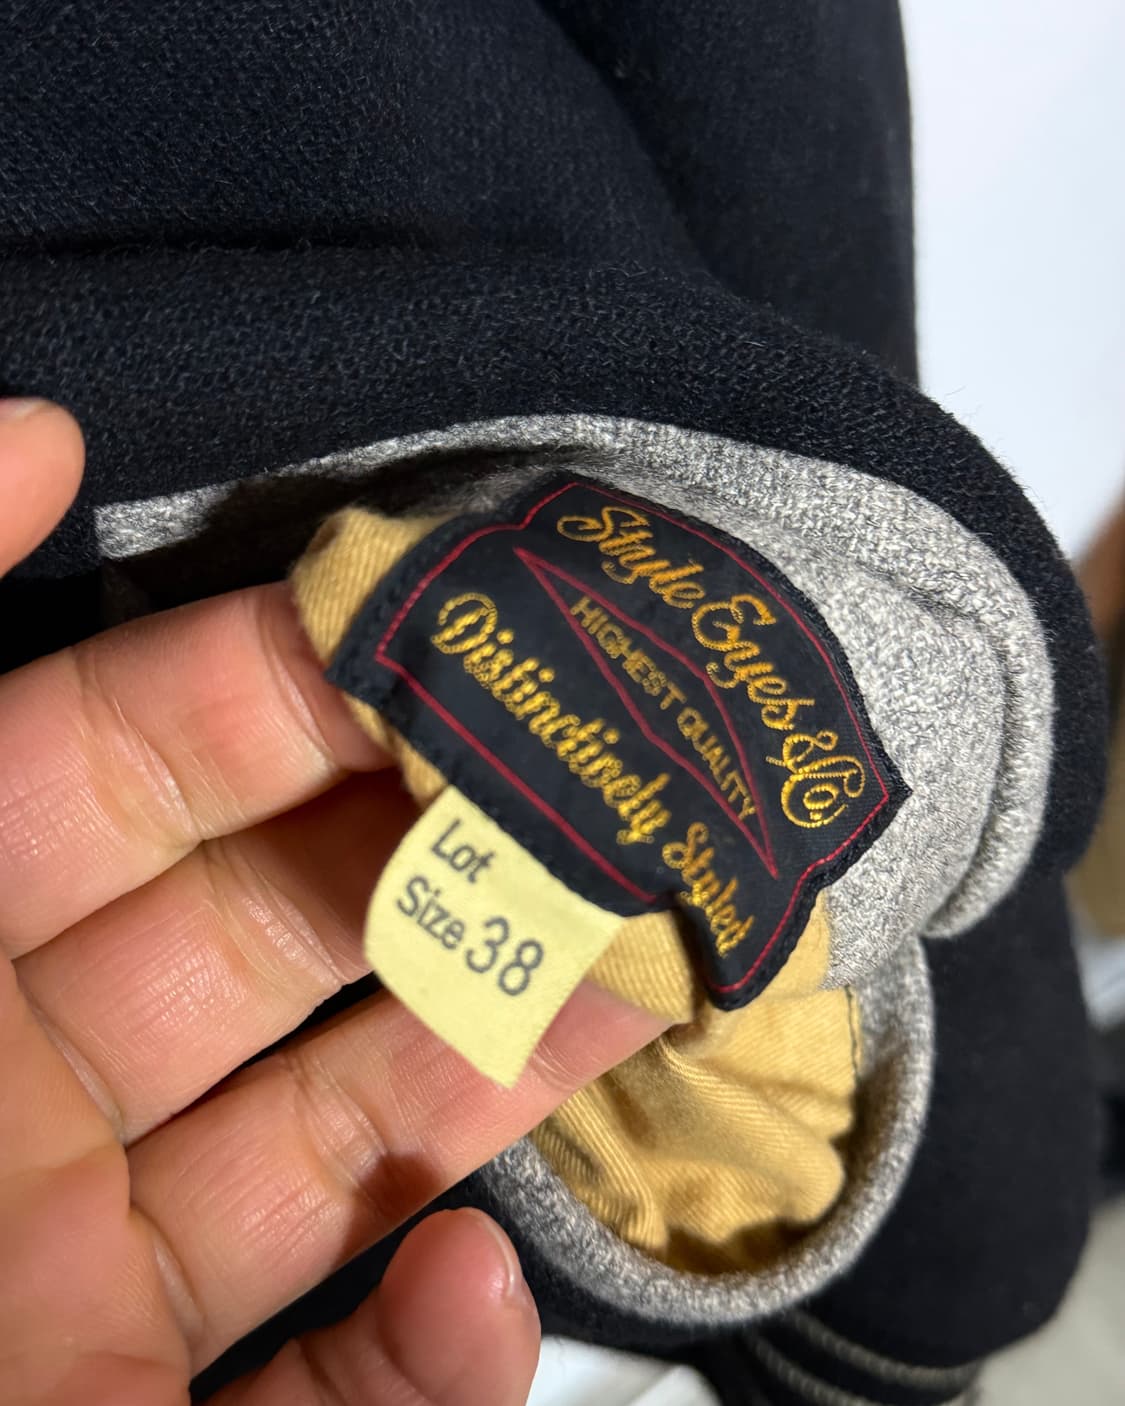 Style Eyes & Co.
HIGHEST QUALITY
Distinctively Styled
Lot
Size 38